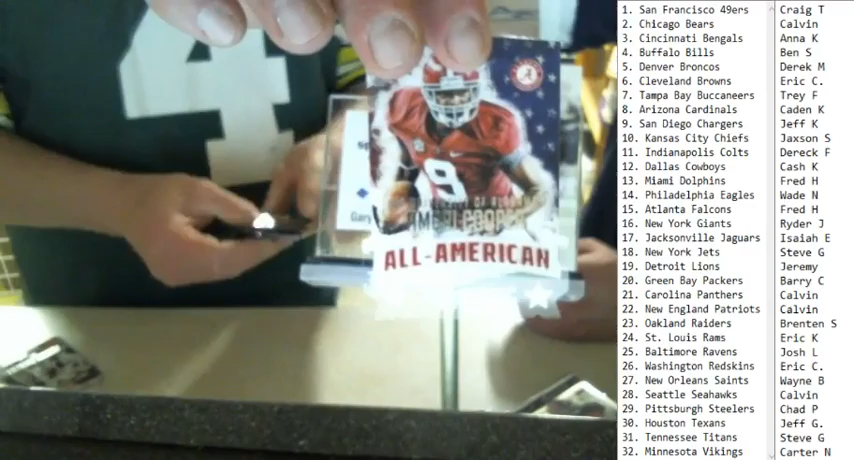 4
9
AMARI COOPER
ALL-AMERICAN
Gary
1. San Francisco 49ers Craig T
2. Chicago Bears Calvin
3. Cincinnati Bengals Anna K
4. Buffalo Bills Ben S
5. Denver Broncos Derek M
6. Cleveland Browns Eric C.
7. Tampa Bay Buccaneers Trey F
8. Arizona Cardinals Caden K
9. San Diego Chargers Jeff K
10. Kansas City Chiefs Jaxson S
11. Indianapolis Colts Dereck F
12. Dallas Cowboys Cash K
13. Miami Dolphins Fred H
14. Philadelphia Eagles Wade N
15. Atlanta Falcons Fred H
16. New York Giants Ryder J
17. Jacksonville Jaguars Isaiah E
18. New York Jets Steve G
19. Detroit Lions Jeremy
20. Green Bay Packers Barry C
21. Carolina Panthers Calvin
22. New England Patriots Calvin
23. Oakland Raiders Brenten S
24. St. Louis Rams Eric K
25. Baltimore Ravens Josh L
26. Washington Redskins Eric C.
27. New Orleans Saints Wayne B
28. Seattle Seahawks Calvin
29. Pittsburgh Steelers Chad P
30. Houston Texans Jeff G.
31. Tennessee Titans Steve G
32. Minnesota Vikings Carter N